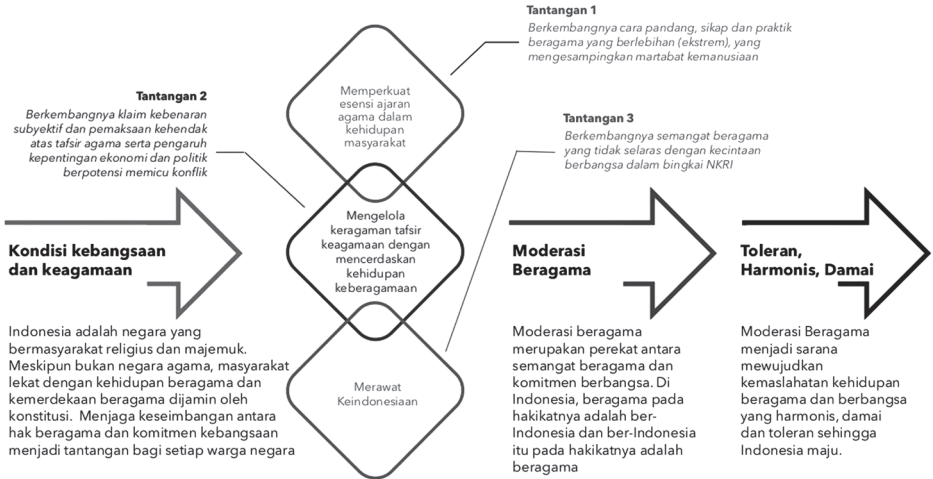 Tantangan 1
Berkembangnya cara pandang, sikap dan praktik
beragama yang berlebihan (ekstrem), yang
mengesampingkan martabat kemanusiaan
Tantangan 2
Berkembangnya klaim kebenaran
subyektif dan pemaksaan kehendak
atas tafsir agama serta pengaruh
kepentingan ekonomi dan politik
berpotensi memicu konflik
Memperkuat
esensi ajaran
agama dalam
kehidupan
masyarakat
Tantangan 3
Berkembangnya semangat beragama
yang tidak selaras dengan kecintaan
berbangsa dalam bingkai NKRI
Kondisi kebangsaan
dan keagamaan
Mengelola
keragaman tafsir
keagamaan dengan
mencerdaskan
kehidupan
keberagamaan
Moderasi
Beragama
Toleran,
Harmonis, Damai
Indonesia adalah negara yang
bermasyarakat religius dan majemuk.
Meskipun bukan negara agama, masyarakat
lekat dengan kehidupan beragama dan
kemerdekaan beragama dijamin oleh
konstitusi. Menjaga keseimbangan antara
hak beragama dan komitmen kebangsaan
menjadi tantangan bagi setiap warga negara
Merawat
Keindonesiaan
Moderasi beragama
merupakan perekat antara
semangat beragama dan
komitmen berbangsa. Di
Indonesia, beragama pada
hakikatnya adalah ber-
Indonesia dan ber-Indonesia
itu pada hakikatnya adalah
beragama
Moderasi Beragama
menjadi sarana
mewujudkan
kemaslahatan kehidupan
beragama dan berbangsa
yang harmonis, damai
dan toleran sehingga
Indonesia maju.